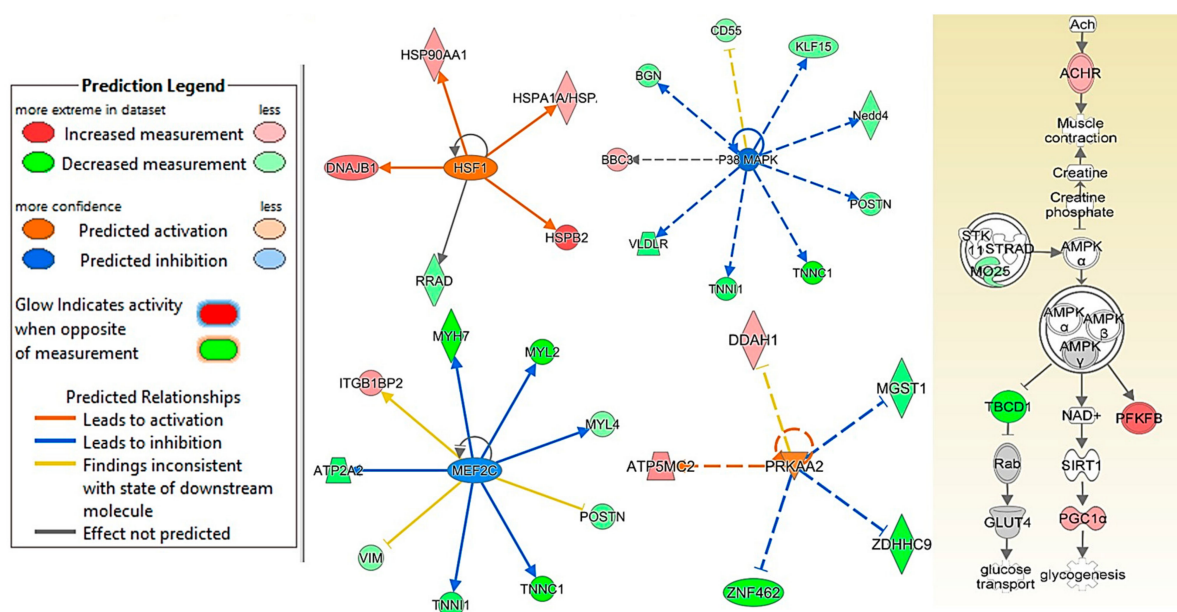 Prediction Legend
more extreme in dataset less
Increased measurement
Decreased measurement
more confidence less
Predicted activation
Predicted inhibition
Glow Indicates activity
when opposite
of measurement
Predicted Relationships
Leads to activation
Leads to inhibition
Findings inconsistent
with state of downstream
molecule
Effect not predicted
HSP90AA1
HSPA1A/HSP.
DNAJB1
HSF1
HSPB2
RRAD
CD55
KLF15
BGN
Nedd4
BBC3
P38 MAPK
POSTN
VLDLR
TNNI1
TNNC1
MYH7
MYL2
ITGB1BP2
MYL4
ATP2A2
MEF2C
POSTN
VIM
TNNI1
TNNC1
DDAH1
MGST1
ATP5MC2
PRKAA2
ZDHHC9
ZNF462
Ach
ACHR
Muscle
contraction
Creatine
Creatine
phosphate
STK
11STRAD
MO25
AMPK
α
AMPK
α
AMPK
β
AMPK
γ
TBCD1
NAD+
PFKFB
Rab
SIRT1
GLUT4
PGC1α
glucose
transport
glycogenesis